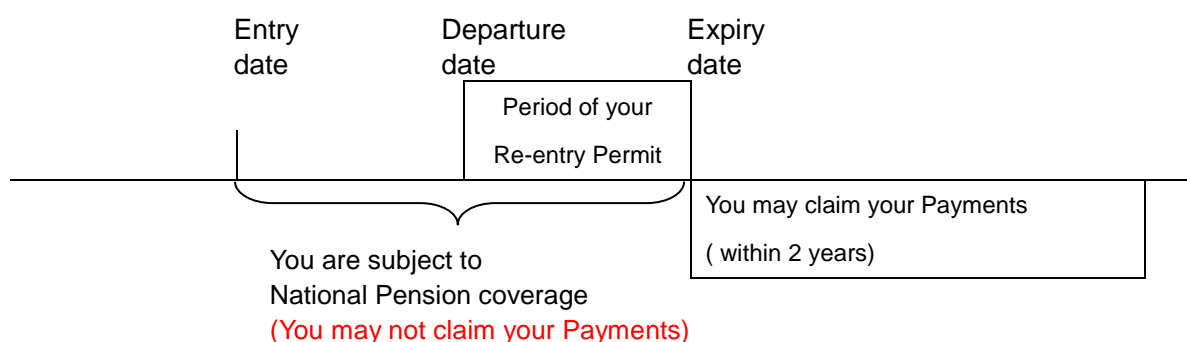 Entry date
Departure date
Expiry date
Period of your
Re-entry Permit
You may claim your Payments
( within 2 years)
You are subject to
National Pension coverage
(You may not claim your Payments)